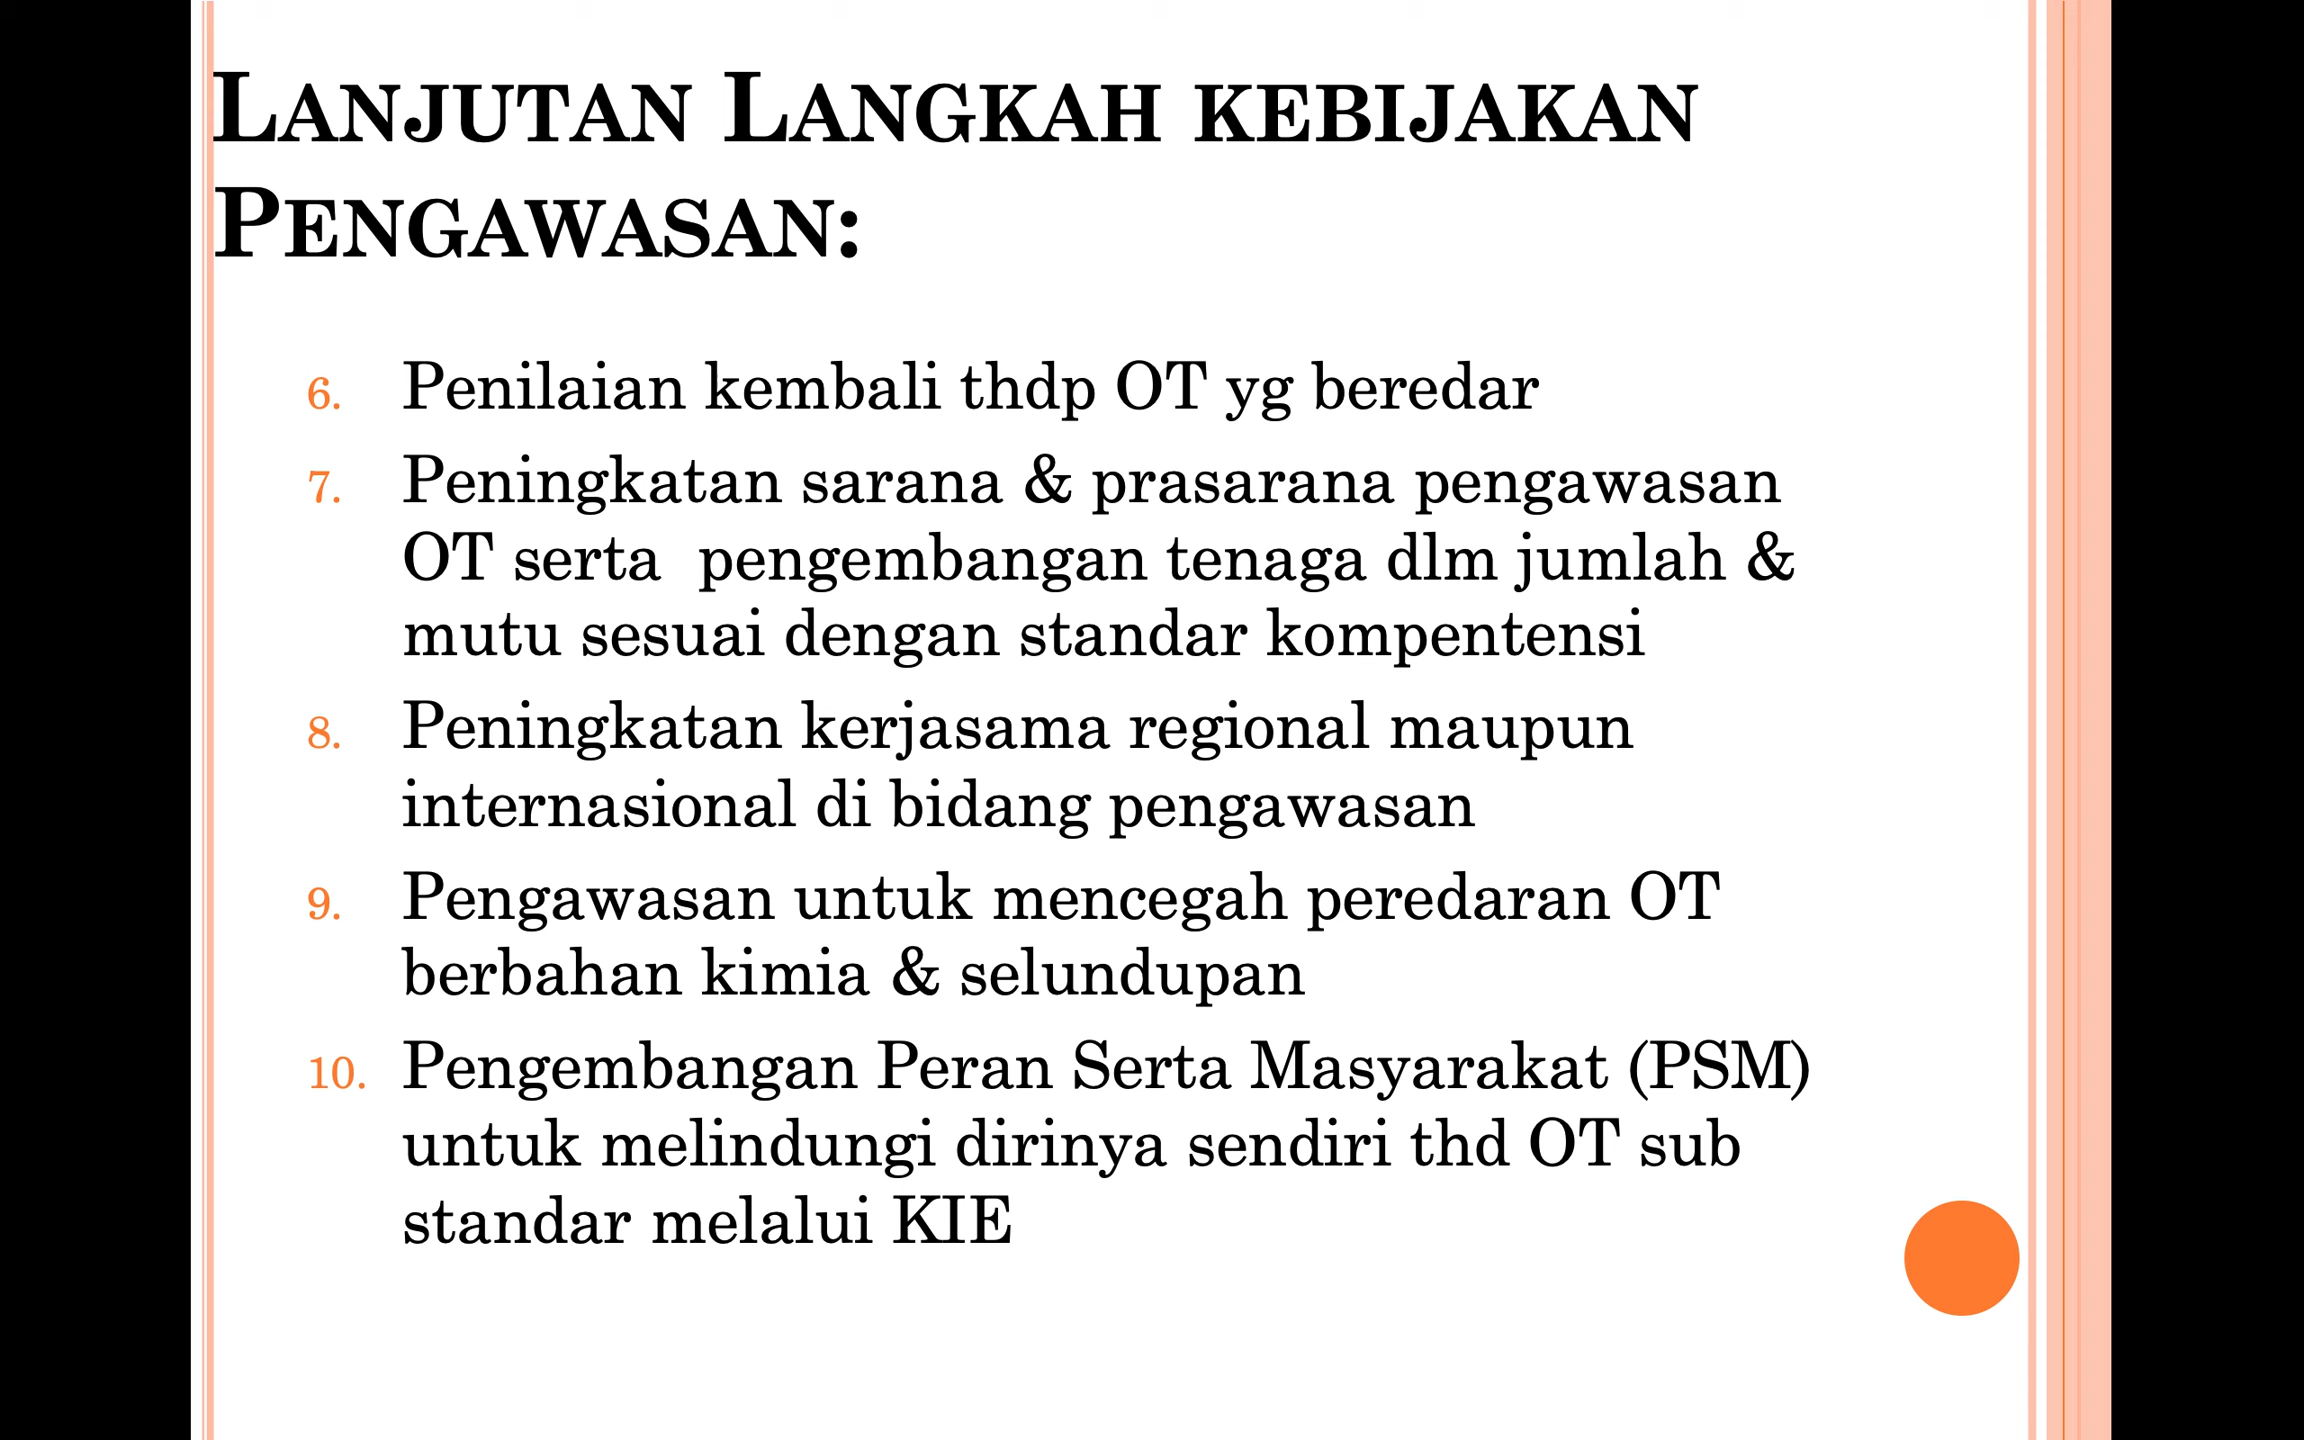 LANJUTAN LANGKAH KEBIJAKAN
PENGAWASAN:
6. Penilaian kembali thdp OT yg beredar
7. Peningkatan sarana & prasarana pengawasan
OT serta  pengembangan tenaga dlm jumlah &
mutu sesuai dengan standar kompentensi
8. Peningkatan kerjasama regional maupun
internasional di bidang pengawasan
9. Pengawasan untuk mencegah peredaran OT
berbahan kimia & selundupan
10. Pengembangan Peran Serta Masyarakat (PSM)
untuk melindungi dirinya sendiri thd OT sub
standar melalui KIE